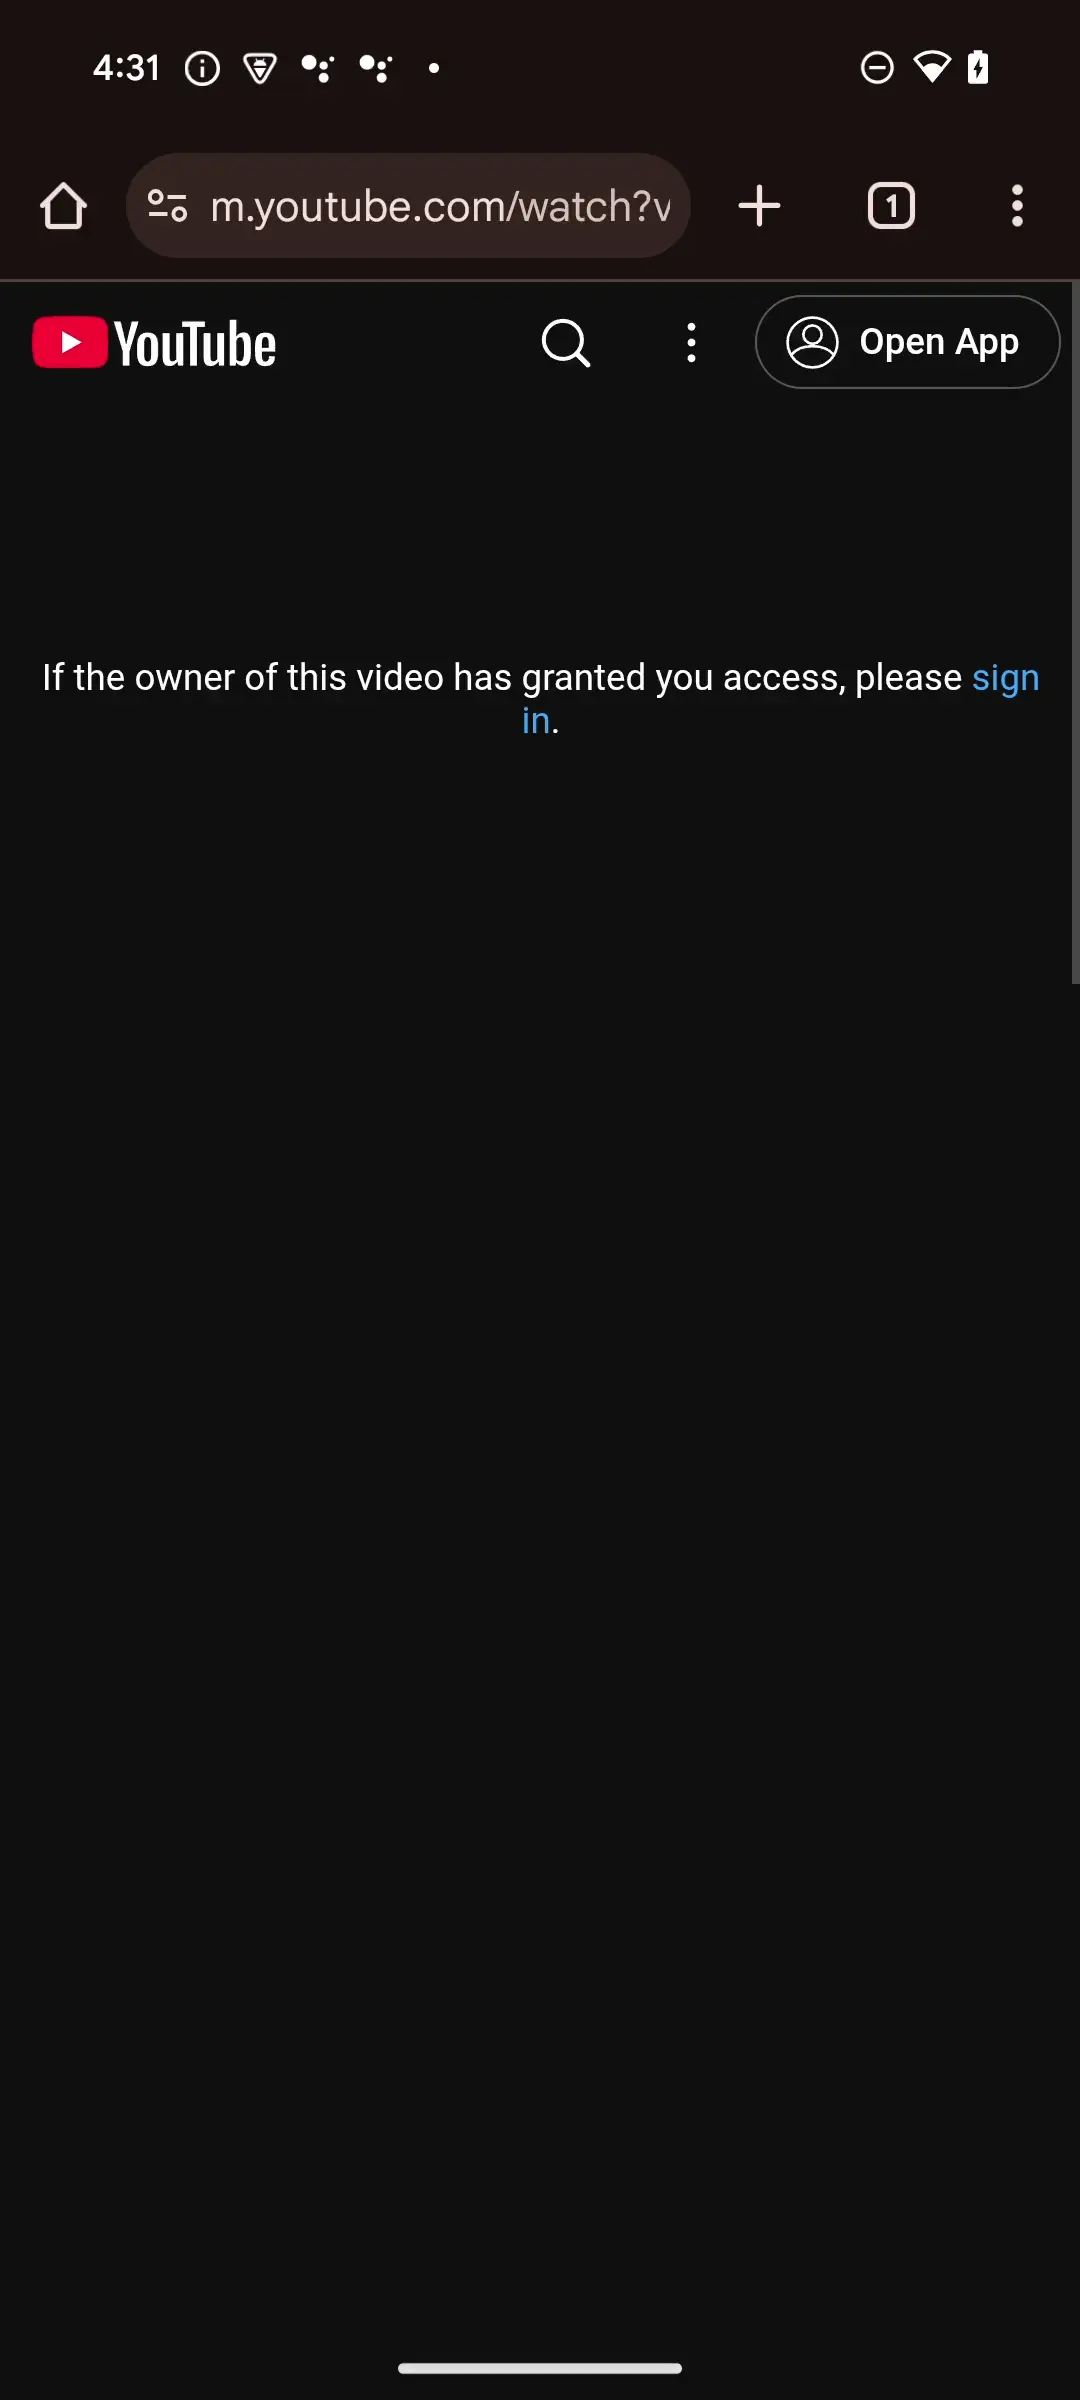 4:31
m.youtube.com/watch?v
1
YouTube
Open App
If the owner of this video has granted you access, please sign
in.